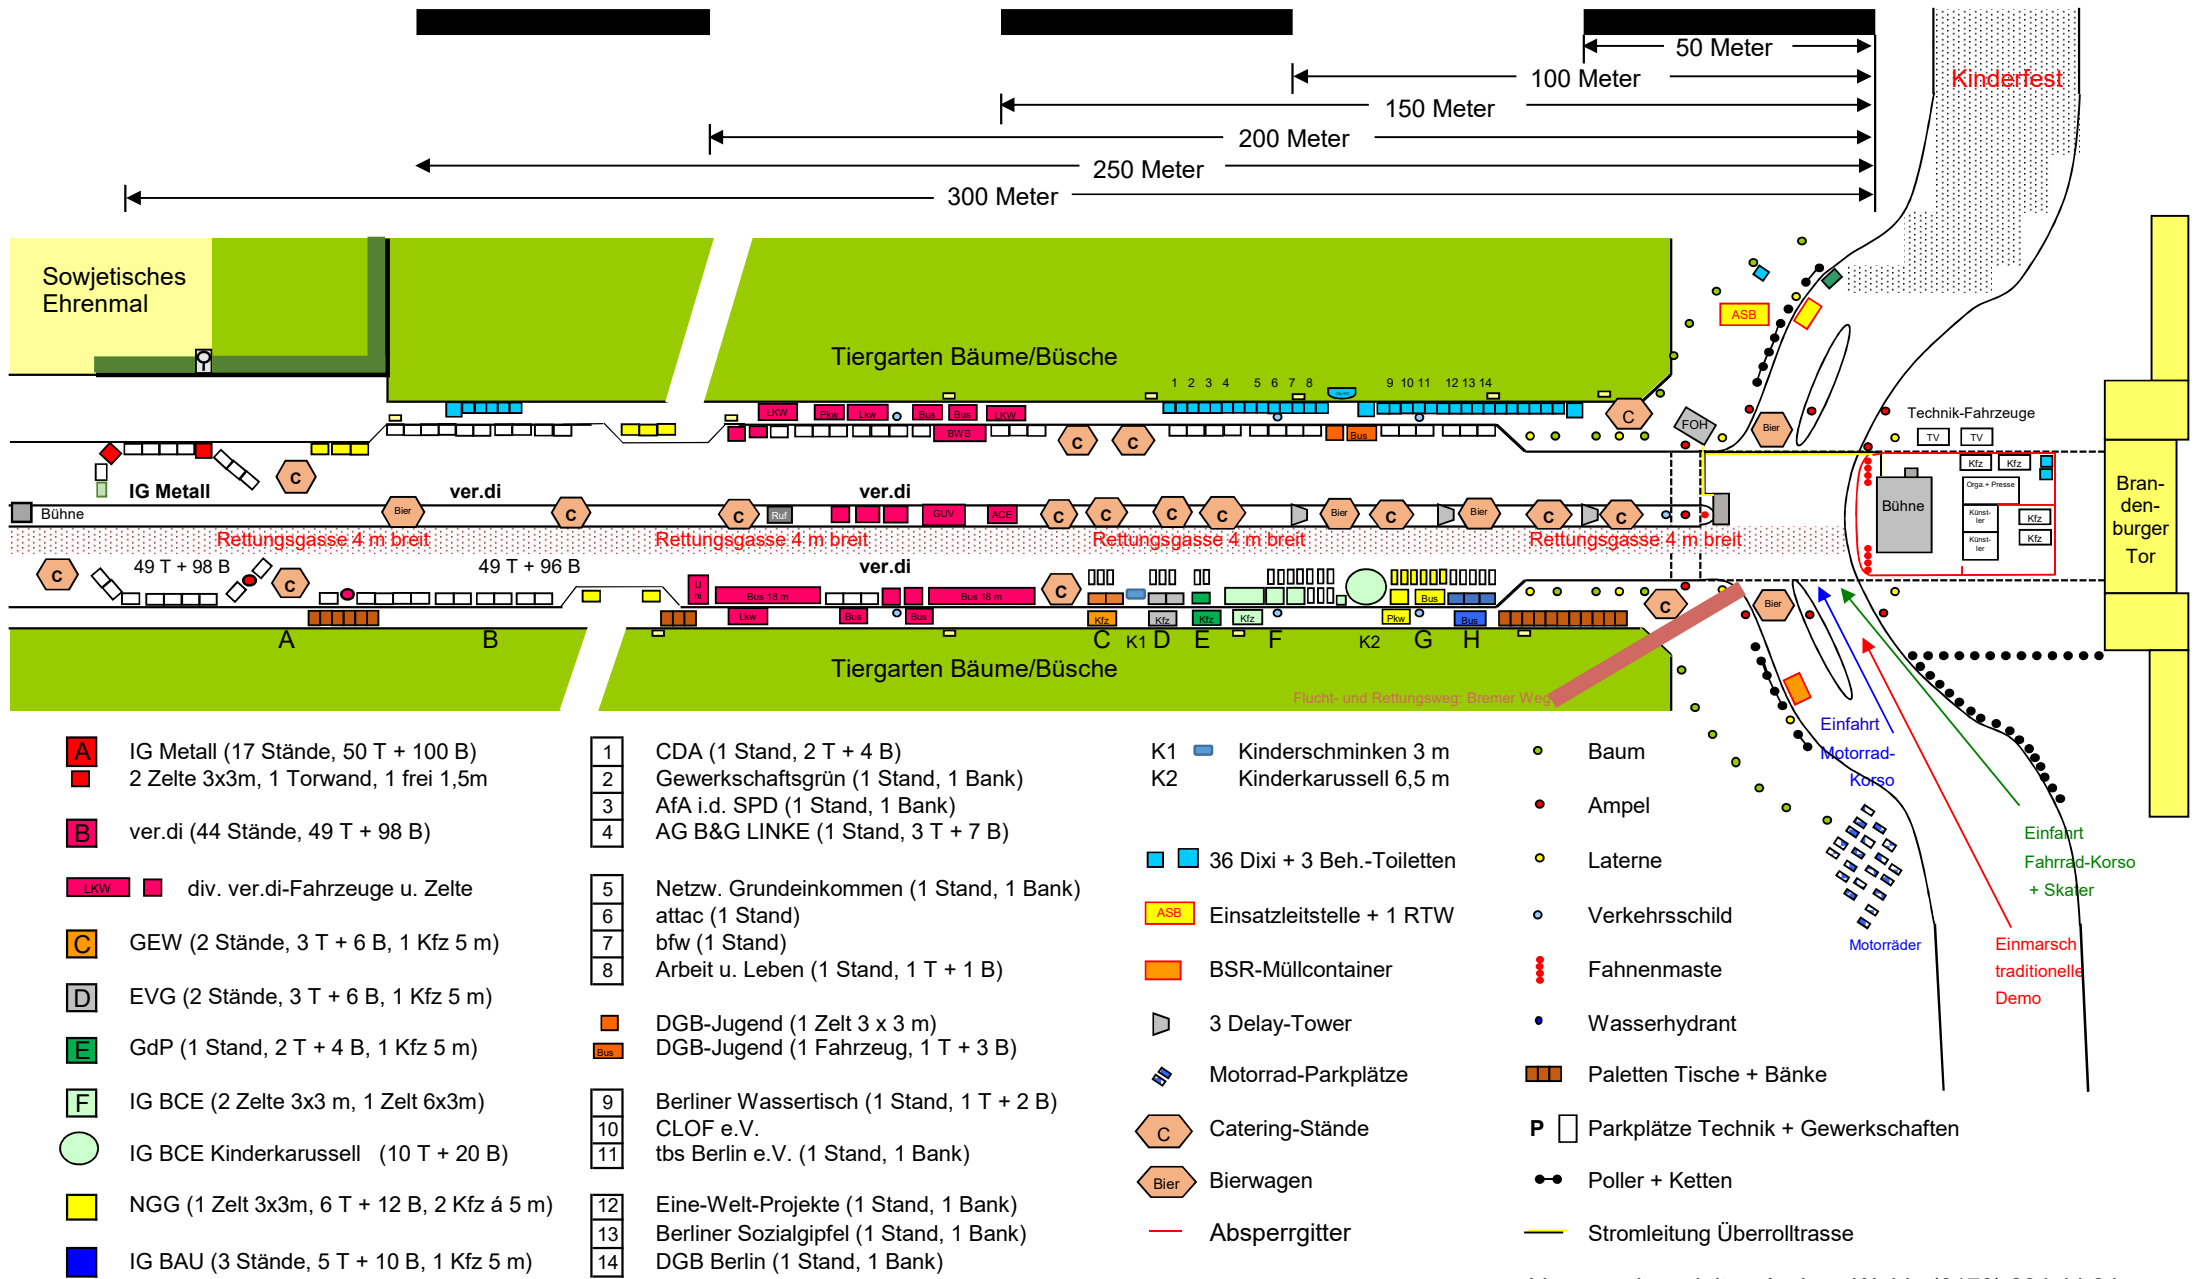 50 Meter
100 Meter
Kinderfest
150 Meter
200 Meter
250 Meter
300 Meter
Sowjetisches
Ehrenmal
ASB
Tiergarten Bäume/Büsche
1 2 3 4 5 6 7 8 9 10 11 12 13 14
LKW Pkw Lkw Bus Bus LKW
C
FOH
Bier
Technik-Fahrzeuge
TV TV
BWB
C C
Bus
C
Kfz Kfz
IG Metall
ver.di
ver.di
Orga.+ Presse
Bühne
Bier
C
C
Ruf
GUV
ACE
C C C C
Bier
C
Bier
C C
Bühne
Künst-
ler
Kfz
Künst-
ler
Kfz
Bran-
den-
burger
Tor
Rettungsgasse 4 m breit
Rettungsgasse 4 m breit
Rettungsgasse 4 m breit
Rettungsgasse 4 m breit
49 T + 98 B
49 T + 96 B
ver.di
C
C
U
ni
Bus 18 m
Bus 18 m
C
Bus
C
Bier
Lkw Bus Bus
Kfz Kfz Kfz Kfz Pkw Bus
A B C K1 D E F K2 G H
Tiergarten Bäume/Büsche
Flucht- und Rettungsweg: Bremer Weg
Einfahrt
Motorrad-
Korso
Einfahrt
Fahrrad-Korso
+ Skater
Motorräder
Einmarsch
traditionelle
Demo
A IG Metall (17 Stände, 50 T + 100 B)
2 Zelte 3x3m, 1 Torwand, 1 frei 1,5m
B ver.di (44 Stände, 49 T + 98 B)
LKW div. ver.di-Fahrzeuge u. Zelte
C GEW (2 Stände, 3 T + 6 B, 1 Kfz 5 m)
D EVG (2 Stände, 3 T + 6 B, 1 Kfz 5 m)
E GdP (1 Stand, 2 T + 4 B, 1 Kfz 5 m)
F IG BCE (2 Zelte 3x3 m, 1 Zelt 6x3m)
IG BCE Kinderkarussell (10 T + 20 B)
NGG (1 Zelt 3x3m, 6 T + 12 B, 2 Kfz á 5 m)
IG BAU (3 Stände, 5 T + 10 B, 1 Kfz 5 m)
1 CDA (1 Stand, 2 T + 4 B)
2 Gewerkschaftsgrün (1 Stand, 1 Bank)
3 AfA i.d. SPD (1 Stand, 1 Bank)
4 AG B&G LINKE (1 Stand, 3 T + 7 B)
5 Netzw. Grundeinkommen (1 Stand, 1 Bank)
6 attac (1 Stand)
7 bfw (1 Stand)
8 Arbeit u. Leben (1 Stand, 1 T + 1 B)
DGB-Jugend (1 Zelt 3 x 3 m)
Bus DGB-Jugend (1 Fahrzeug, 1 T + 3 B)
9 Berliner Wassertisch (1 Stand, 1 T + 2 B)
10 CLOF e.V.
11 tbs Berlin e.V. (1 Stand, 1 Bank)
12 Eine-Welt-Projekte (1 Stand, 1 Bank)
13 Berliner Sozialgipfel (1 Stand, 1 Bank)
14 DGB Berlin (1 Stand, 1 Bank)
K1 Kinderschminken 3 m
K2 Kinderkarussell 6,5 m
36 Dixi + 3 Beh.-Toiletten
ASB Einsatzleitstelle + 1 RTW
BSR-Müllcontainer
3 Delay-Tower
Motorrad-Parkplätze
C Catering-Stände
Bier Bierwagen
Absperrgitter
Baum
Ampel
Laterne
Verkehrsschild
Fahnenmaste
Wasserhydrant
Paletten Tische + Bänke
P Parkplätze Technik + Gewerkschaften
Poller + Ketten
Stromleitung Überrolltrasse